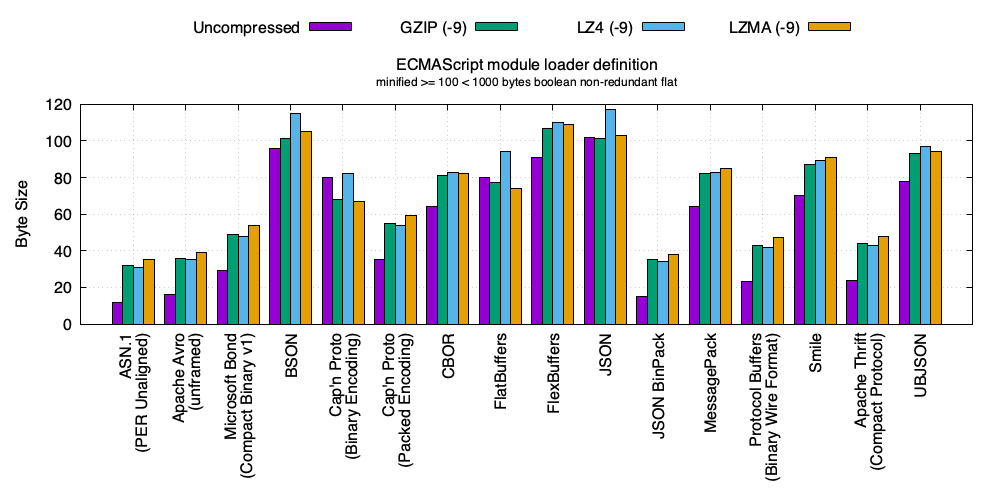 Uncompressed GZIP (-9) LZ4 (-9) LZMA (-9)
ECMAScript module loader definition
minified >= 100 < 1000 bytes boolean non-redundant flat
Byte Size
120
100
80
60
40
20
0
ASN.1
(PER Unaligned)
Apache Avro
(unframed)
Microsoft Bond
(Compact Binary v1)
BSON
Cap'n Proto
(Binary Encoding)
Cap'n Proto
(Packed Encoding)
CBOR
FlatBuffers
FlexBuffers
JSON
JSON BinPack
MessagePack
Protocol Buffers
(Binary Wire Format)
Smile
Apache Thrift
(Compact Protocol)
UBJSON